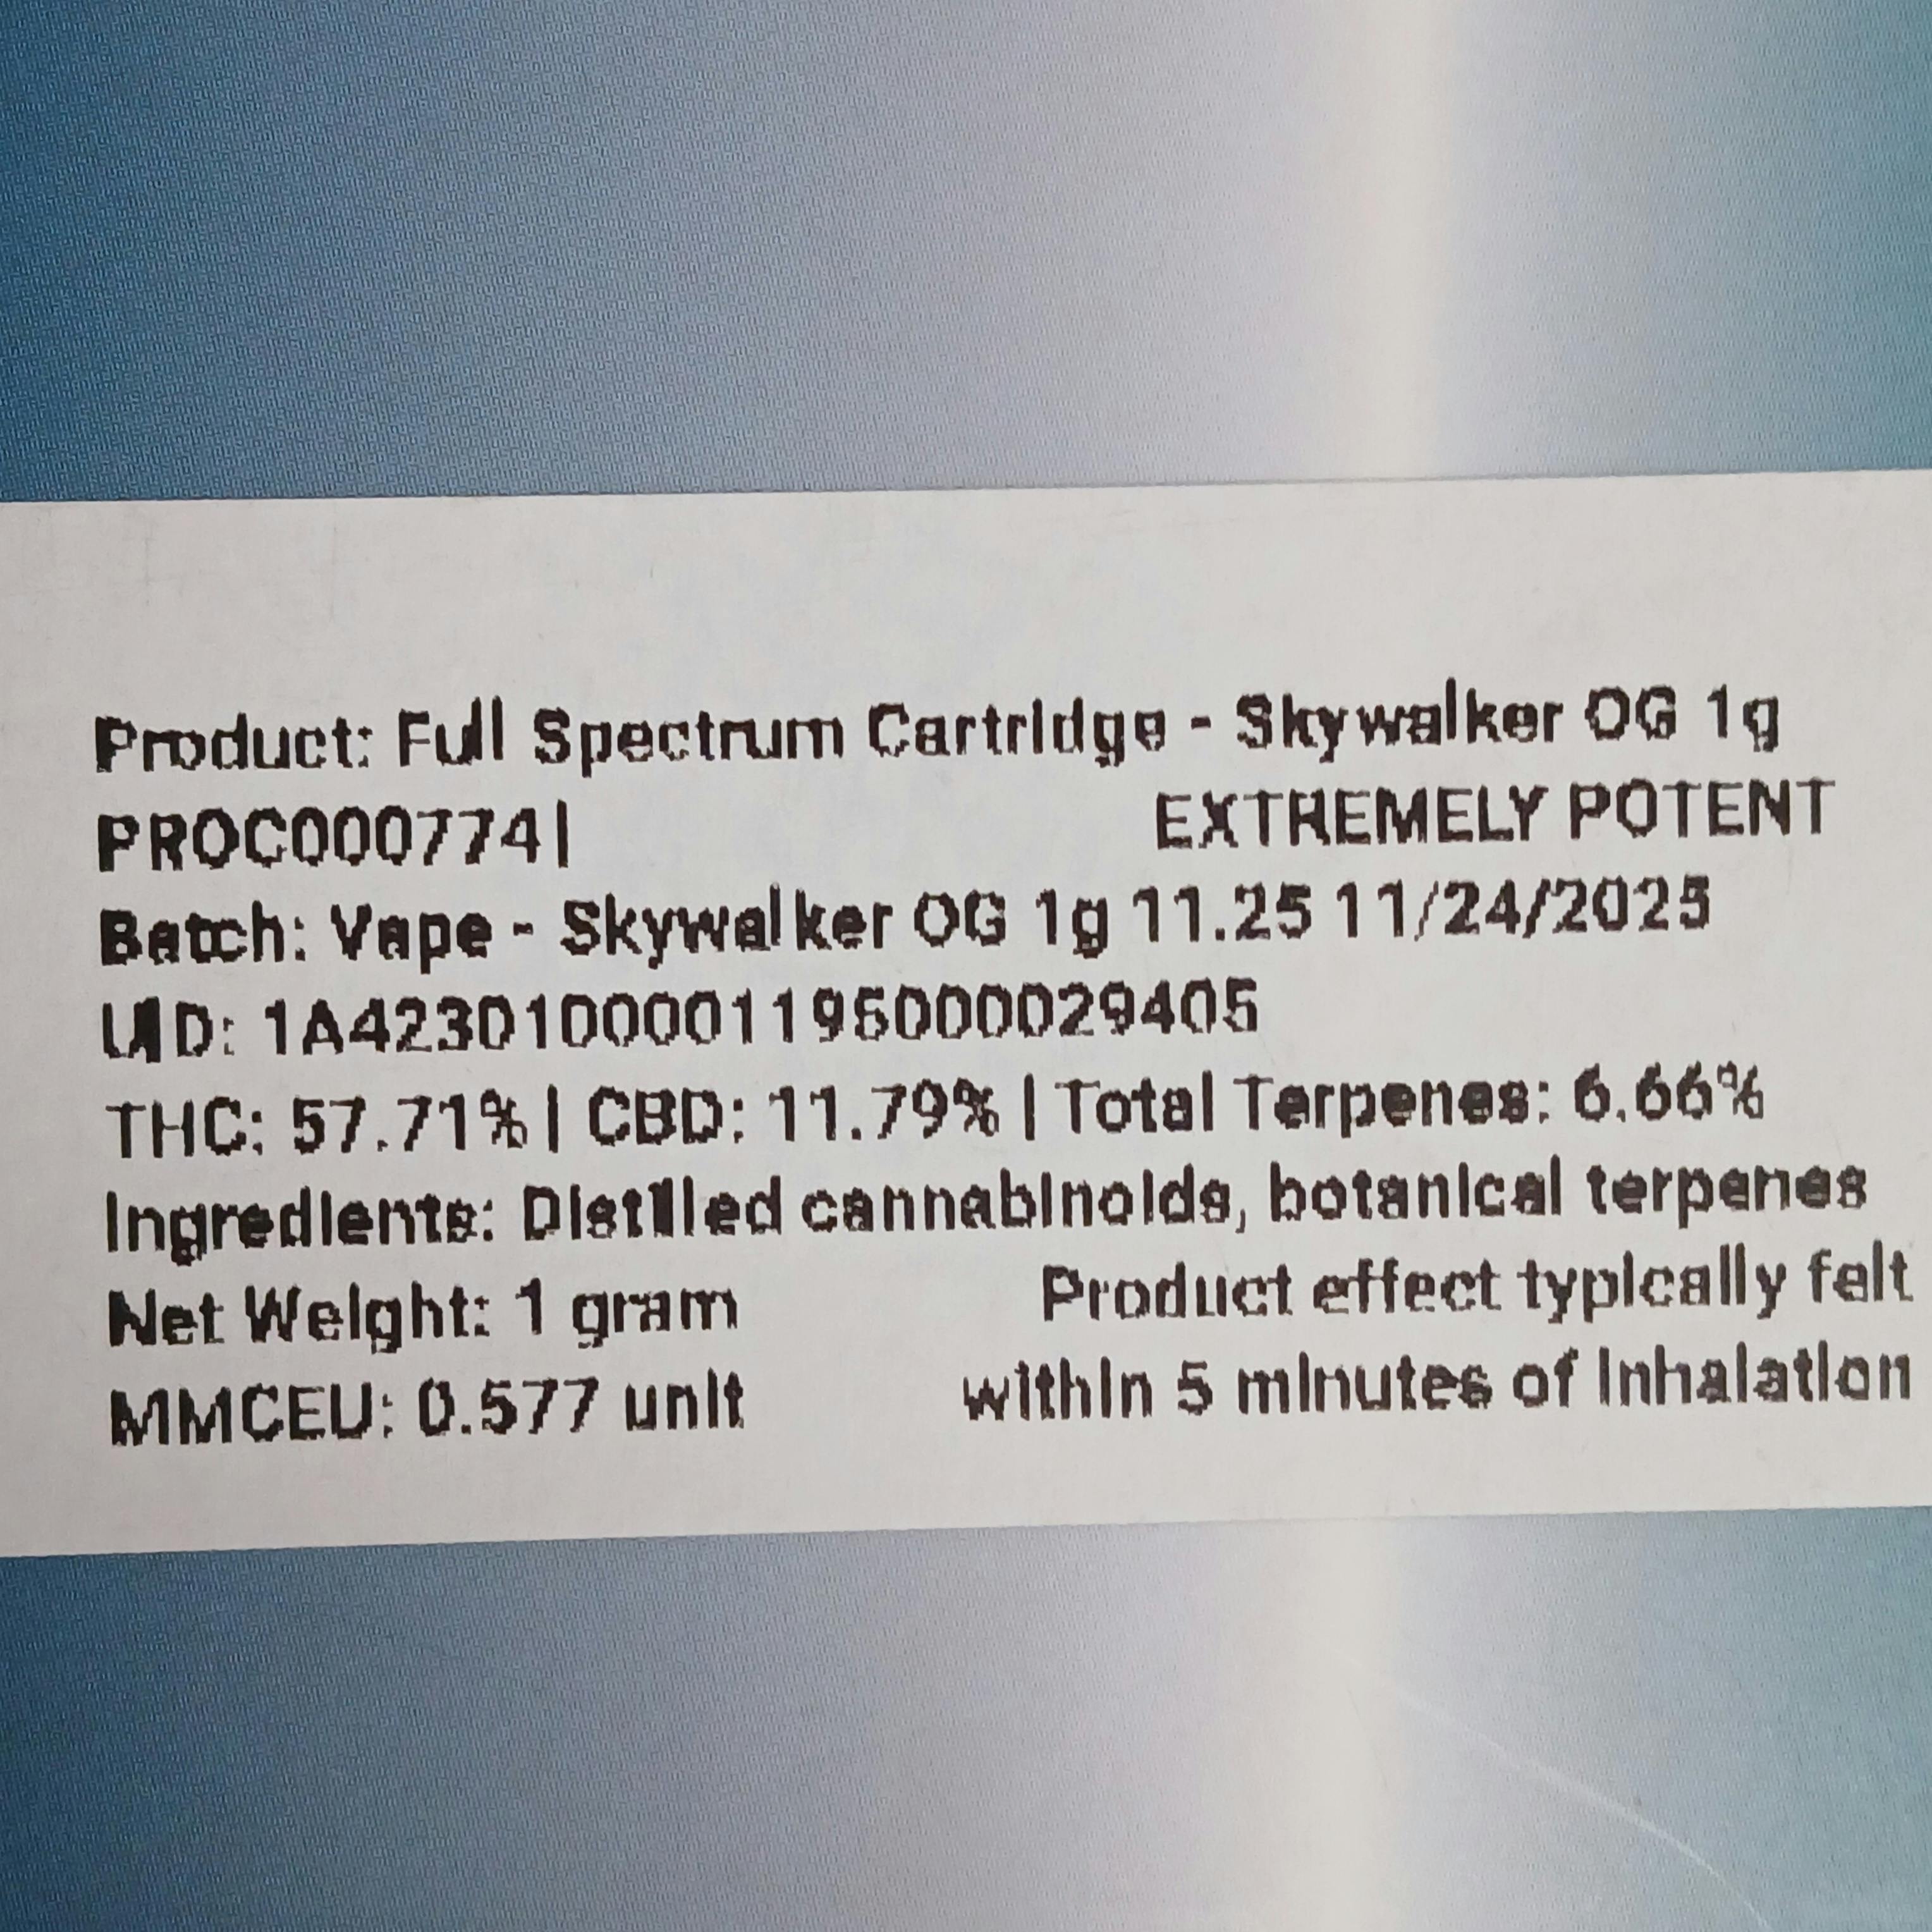 Product: Full Spectrum Cartridge - Skywalker OG 1g
PROC000774|
EXTREMELY POTENT
Batch: Vape - Skywalker OG 1g 11.25 11/24/2025
UID: 1A4230100001195000029405
THC: 57.71% | CBD: 11.79% | Total Terpenes: 6.66%
Ingredients: Distilled cannabinoids, botanical terpenes
Net Weight: 1 gram
MMCEU: 0.577 unit
Product effect typically felt
within 5 minutes of inhalation